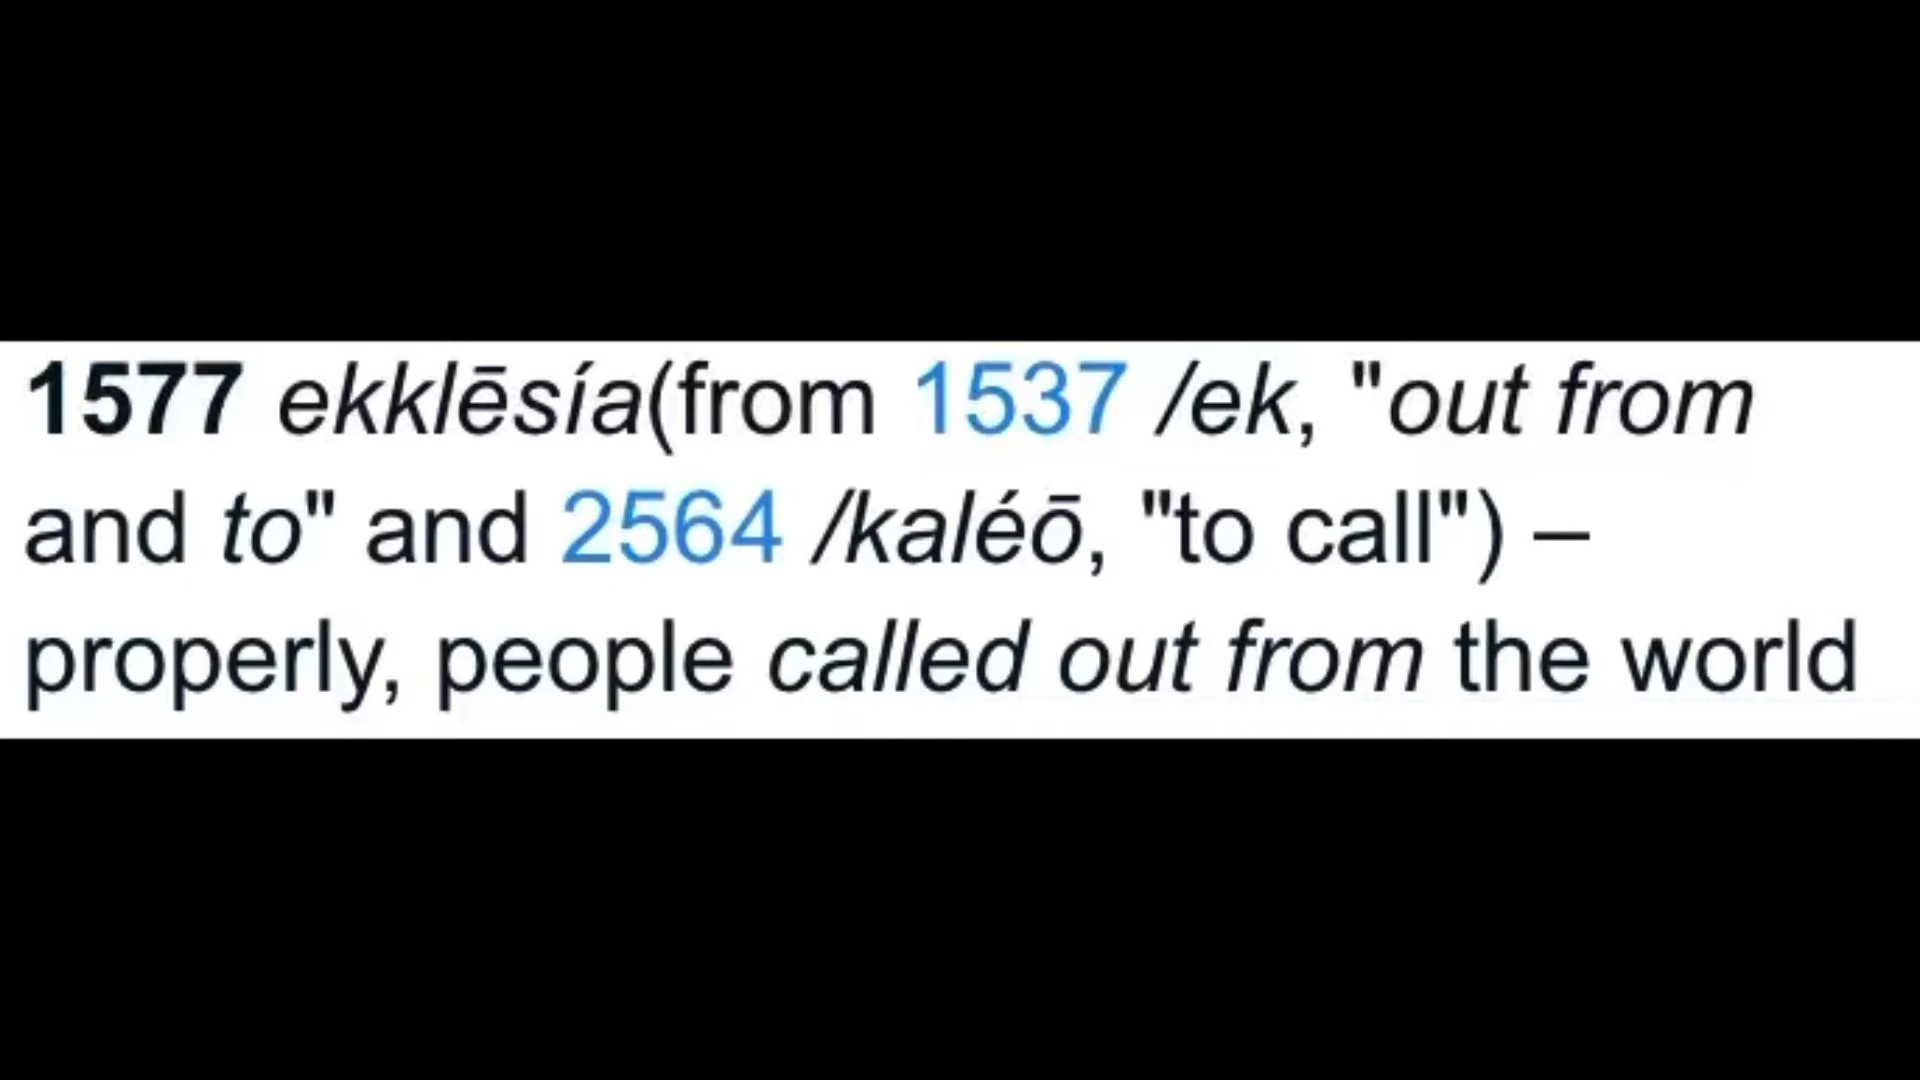 1577 ekklēsía(from 1537 /ek, "out from
and to" and 2564 /kaléō, "to call") –
properly, people called out from the world